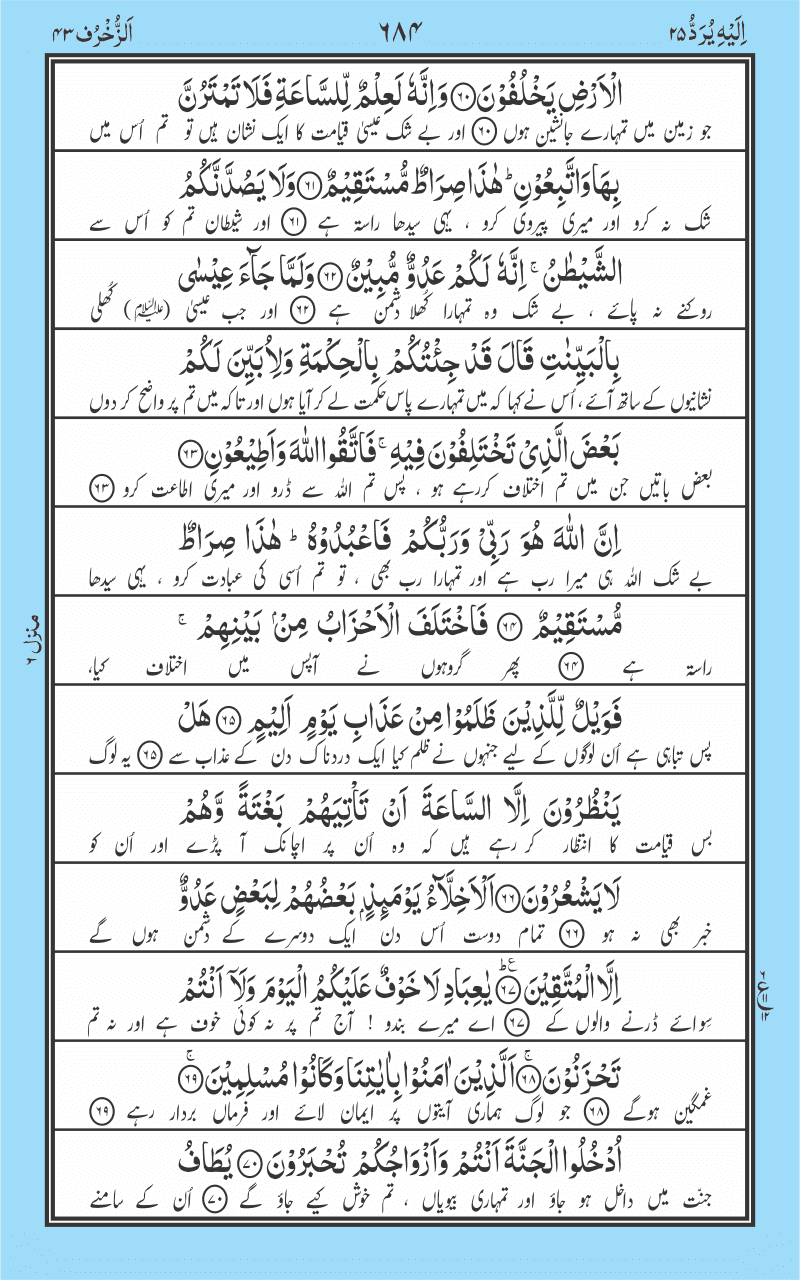 اِلَيْهِ يُرَدُّ ۲۵
۶۸۴
اَلزُّخْرُف ۴۳
الْاَرْضِ يَخْلُفُوْنَ ﴿۶۰﴾ وَاِنَّهٗ لَعِلْمٌ لِّلسَّاعَةِ فَلَا تَمْتَرُنَّ
جو زمین میں تمہارے جانشین ہوں ﴿۶۰﴾ اور بے شک عیسیٰ قیامت کا ایک نشان ہیں تو تم اُس میں
بِهَا وَاتَّبِعُوْنِ ؕ هٰذَا صِرَاطٌ مُّسْتَقِيْمٌ ﴿۶۱﴾ وَلَا يَصُدَّنَّكُمُ
شک نہ کرو اور میری پیروی کرو ، یہی سیدھا راستہ ہے ﴿۶۱﴾ اور شیطان تم کو اُس سے
الشَّيْطٰنُ ۚ اِنَّهٗ لَكُمْ عَدُوٌّ مُّبِيْنٌ ﴿۶۲﴾ وَلَمَّا جَآءَ عِيْسٰى
روکنے نہ پائے ، بے شک وہ تمہارا کُھلا دشمن ہے ﴿۶۲﴾ اور جب عیسیٰ (علیہ السلام) کُھلی
بِالْبَيِّنٰتِ قَالَ قَدْ جِئْتُكُمْ بِالْحِكْمَةِ وَلِاُبَيِّنَ لَكُمْ
نشانیوں کے ساتھ آئے ، اُس نے کہا کہ میں تمہارے پاس حکمت لے کر آیا ہوں اور تاکہ میں تم پر واضح کر دوں
بَعْضَ الَّذِىْ تَخْتَلِفُوْنَ فِيْهِ ۚ فَاتَّقُوا اللّٰهَ وَاَطِيْعُوْنِ ﴿۶۳﴾
بعض باتیں جن میں تم اختلاف کررہے ہو ، پس تم اللہ سے ڈرو اور میری اطاعت کرو ﴿۶۳﴾
اِنَّ اللّٰهَ هُوَ رَبِّىْ وَرَبُّكُمْ فَاعْبُدُوْهُ ؕ هٰذَا صِرَاطٌ
بے شک اللہ ہی میرا رب ہے اور تمہارا رب بھی ، تو تم اُسی کی عبادت کرو ، یہی سیدھا
مُّسْتَقِيْمٌ ﴿۶۴﴾ فَاخْتَلَفَ الْاَحْزَابُ مِنْۢ بَيْنِهِمْ ۚ
راستہ ہے ﴿۶۴﴾ پھر گروہوں نے آپس میں اختلاف کیا،
منزل ۶
فَوَيْلٌ لِّلَّذِيْنَ ظَلَمُوْا مِنْ عَذَابِ يَوْمٍ اَلِيْمٍ ﴿۶۵﴾ هَلْ
پس تباہی ہے اُن لوگوں کے لیے جنہوں نے ظلم کیا ایک دردناک دن کے عذاب سے ﴿۶۵﴾ یہ لوگ
يَنْظُرُوْنَ اِلَّا السَّاعَةَ اَنْ تَاْتِيَهُمْ بَغْتَةً وَّهُمْ
بس قیامت کا انتظار کر رہے ہیں کہ وہ اُن پر اچانک آ پڑے اور اُن کو
لَا يَشْعُرُوْنَ ﴿۶۶﴾ اَلْاَخِلَّآءُ يَوْمَئِذٍۭ بَعْضُهُمْ لِبَعْضٍ عَدُوٌّ
خبر بھی نہ ہو ﴿۶۶﴾ تمام دوست اُس دن ایک دوسرے کے دشمن ہوں گے
اِلَّا الْمُتَّقِيْنَ ﴿۶۷﴾ يٰعِبَادِ لَا خَوْفٌ عَلَيْكُمُ الْيَوْمَ وَلَآ اَنْتُمْ
سِوائے ڈرنے والوں کے ﴿۶۷﴾ اے میرے بندو ! آج تم پر نہ کوئی خوف ہے اور نہ تم
۶ ع ۱۱ ۱۲
تَحْزَنُوْنَ ﴿۶۸﴾ۚ اَلَّذِيْنَ اٰمَنُوْا بِاٰيٰتِنَا وَكَانُوْا مُسْلِمِيْنَ ﴿۶۹﴾ۚ
غمگین ہوگے ﴿۶۸﴾ جو لوگ ہماری آیتوں پر ایمان لائے اور فرماں بردار رہے ﴿۶۹﴾
اُدْخُلُوا الْجَنَّةَ اَنْتُمْ وَاَزْوَاجُكُمْ تُحْبَرُوْنَ ﴿۷۰﴾ يُطَافُ
جنّت میں داخل ہو جاؤ اور تمہاری بیویاں ، تم خوش کیے جاؤ گے ﴿۷۰﴾ اُن کے سامنے